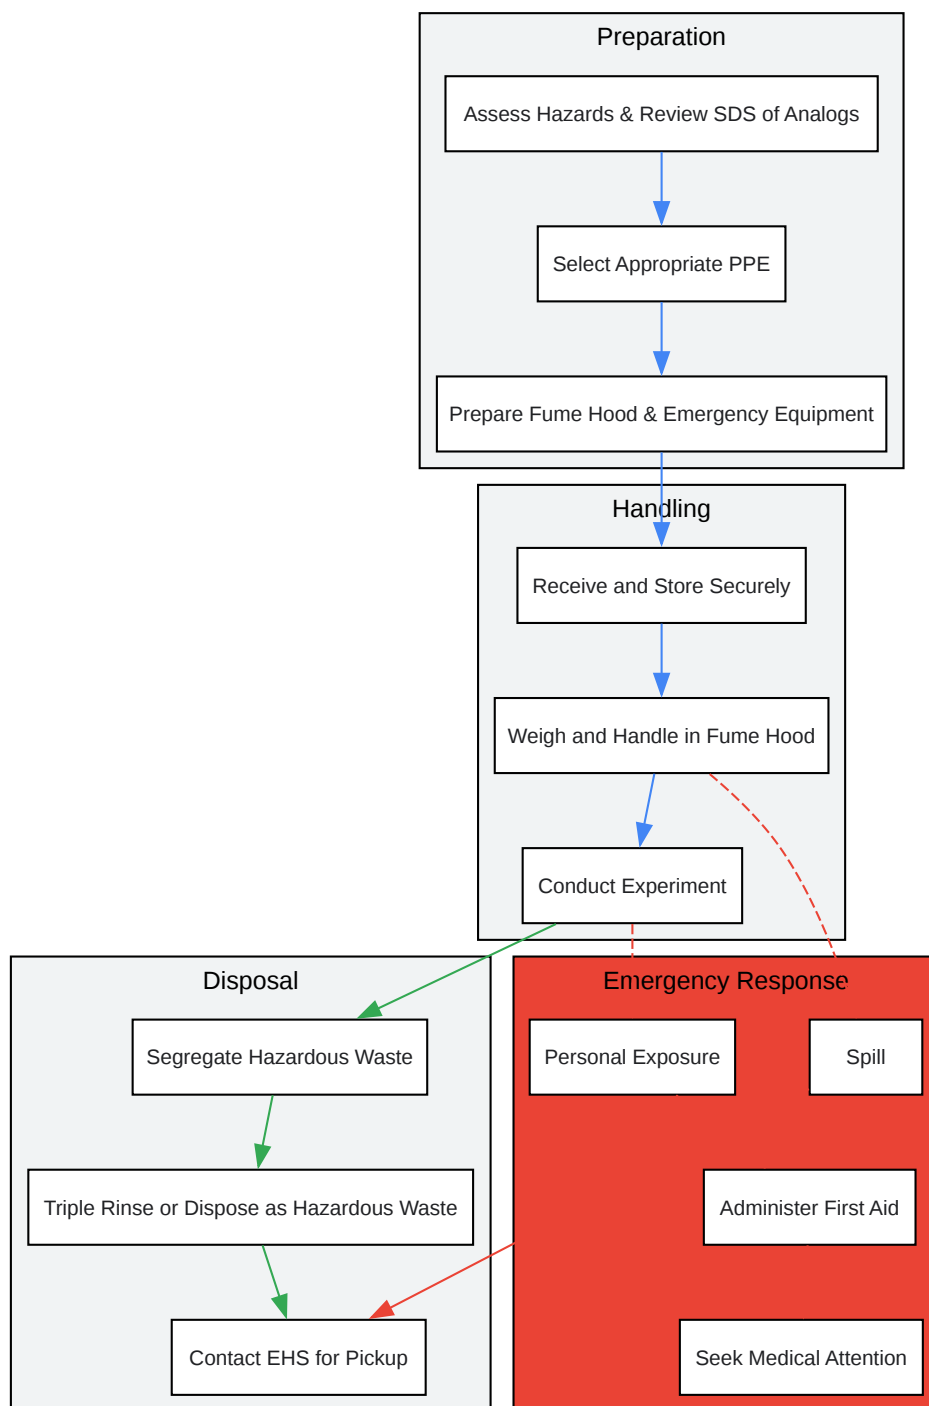 Preparation
Assess Hazards & Review SDS of Analogs
Select Appropriate PPE
Prepare Fume Hood & Emergency Equipment
Handling
Receive and Store Securely
Weigh and Handle in Fume Hood
Conduct Experiment
Disposal
Segregate Hazardous Waste
Triple Rinse or Dispose as Hazardous Waste
Contact EHS for Pickup
Emergency Response
Personal Exposure
Spill
Administer First Aid
Seek Medical Attention